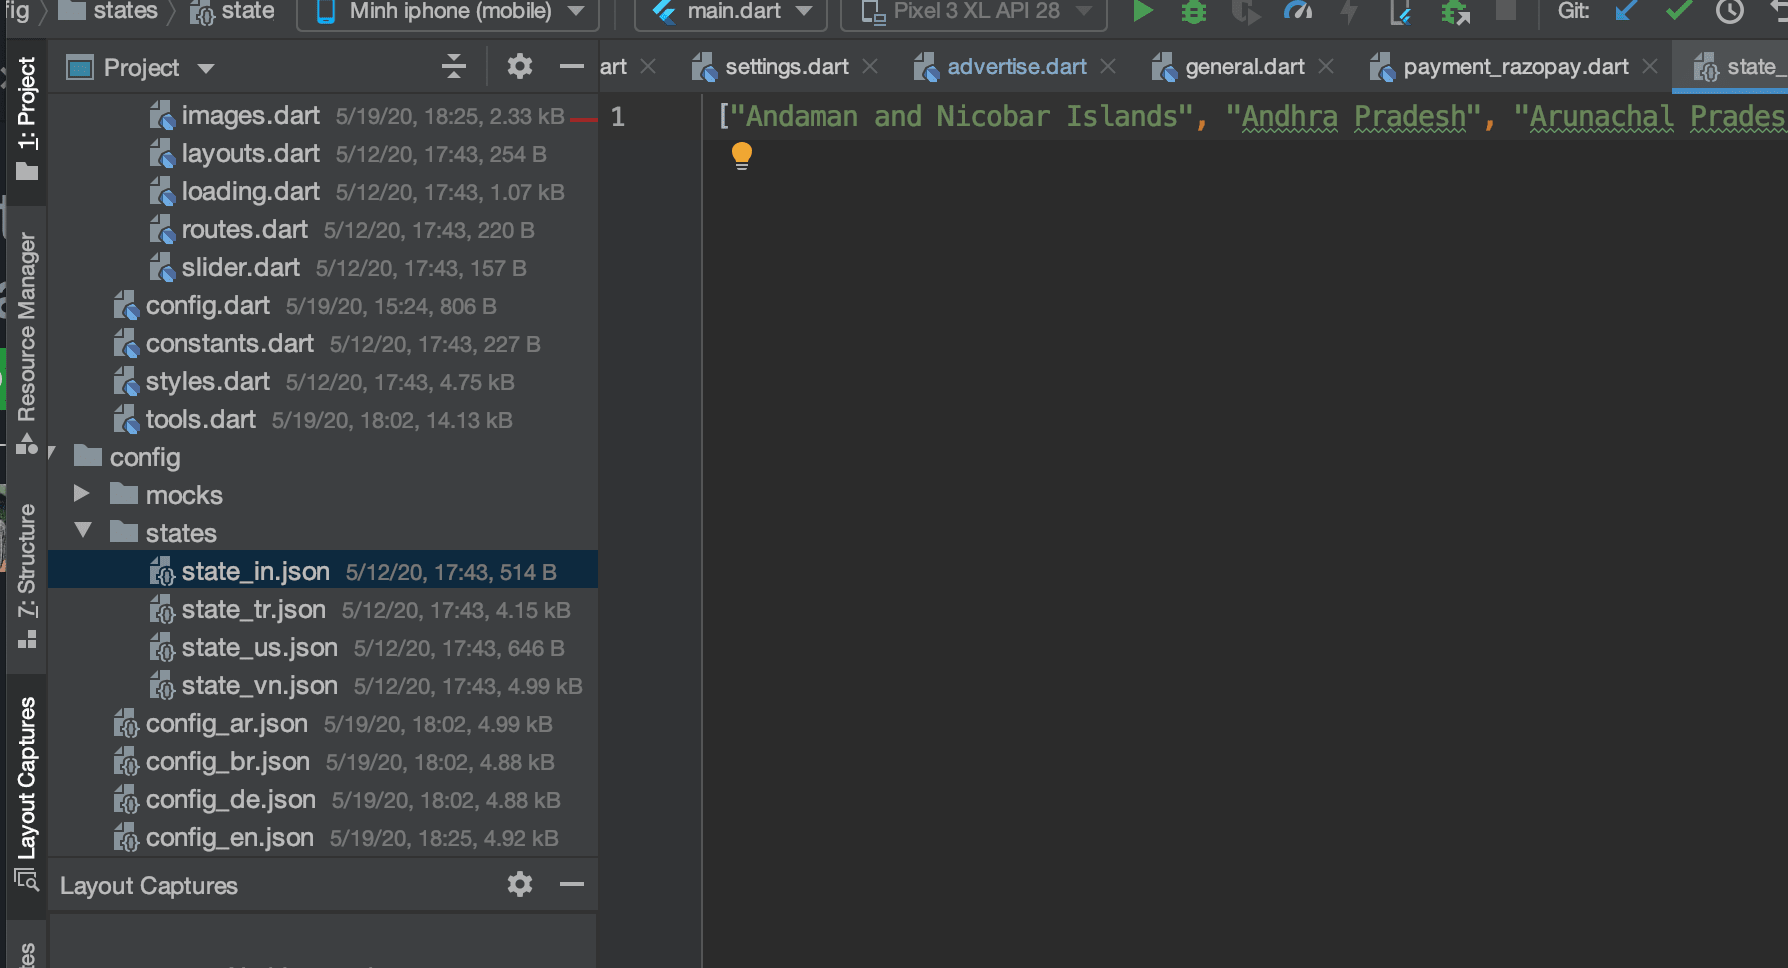 ig states state Minh iphone (mobile) main.dart Pixel 3 XL API 28 Git:
Project
art settings.dart advertise.dart general.dart payment_razopay.dart state_
1: Project
Resource Manager
7: Structure
Layout Captures
images.dart 5/19/20, 18:25, 2.33 kB
layouts.dart 5/12/20, 17:43, 254 B
loading.dart 5/12/20, 17:43, 1.07 kB
routes.dart 5/12/20, 17:43, 220 B
slider.dart 5/12/20, 17:43, 157 B
config.dart 5/19/20, 15:24, 806 B
constants.dart 5/12/20, 17:43, 227 B
styles.dart 5/12/20, 17:43, 4.75 kB
tools.dart 5/19/20, 18:02, 14.13 kB
config
mocks
states
state_in.json 5/12/20, 17:43, 514 B
state_tr.json 5/12/20, 17:43, 4.15 kB
state_us.json 5/12/20, 17:43, 646 B
state_vn.json 5/12/20, 17:43, 4.99 kB
config_ar.json 5/19/20, 18:02, 4.99 kB
config_br.json 5/19/20, 18:02, 4.88 kB
config_de.json 5/19/20, 18:02, 4.88 kB
config_en.json 5/19/20, 18:25, 4.92 kB
Layout Captures
1 ["Andaman and Nicobar Islands", "Andhra Pradesh", "Arunachal Prades